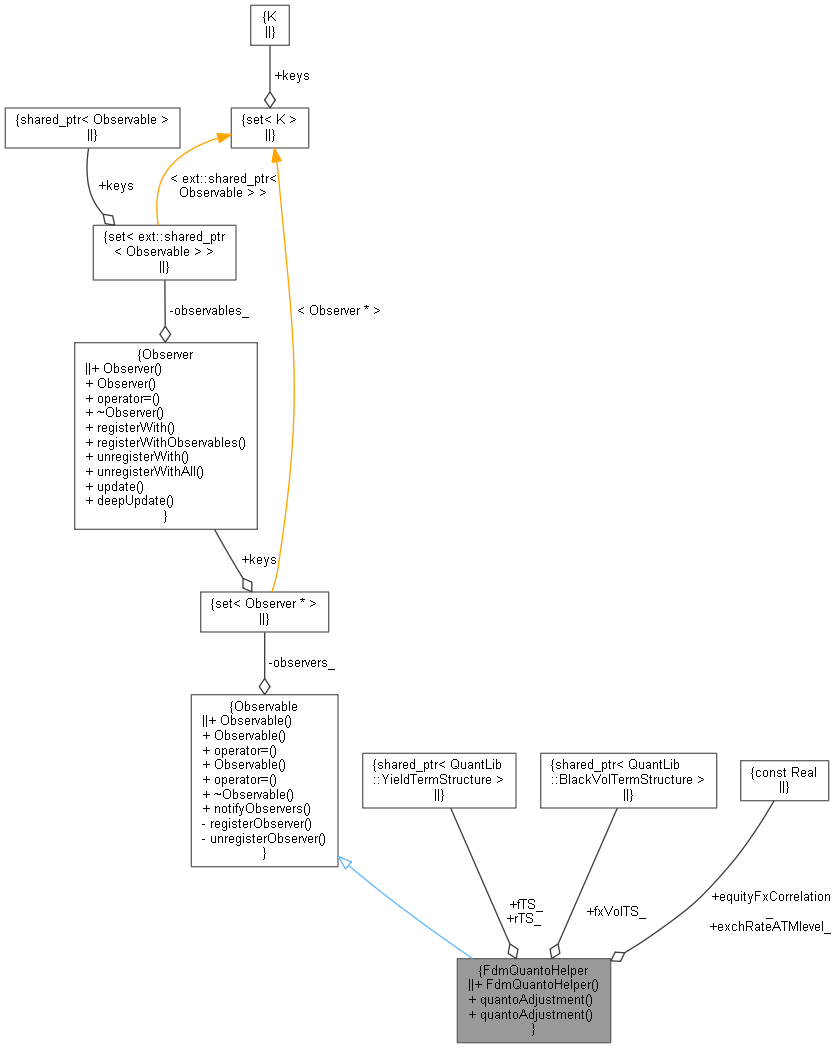 {K
||}
+keys
{shared_ptr< Observable >
||}
{set< K >
||}
+keys
< ext::shared_ptr<
Observable > >
{set< ext::shared_ptr
< Observable > >
||}
-observables_
< Observer * >
{Observer
||+ Observer()
+ Observer()
+ operator=()
+ ~Observer()
+ registerWith()
+ registerWithObservables()
+ unregisterWith()
+ unregisterWithAll()
+ update()
+ deepUpdate()
}
+keys
{set< Observer * >
||}
-observers_
{Observable
||+ Observable()
+ Observable()
+ operator=()
+ Observable()
+ operator=()
+ ~Observable()
+ notifyObservers()
- registerObserver()
- unregisterObserver()
}
{shared_ptr< QuantLib
::YieldTermStructure >
||}
{shared_ptr< QuantLib
::BlackVolTermStructure >
||}
{const Real
||}
+fTS_
+rTS_
+fxVolTS_
+equityFxCorrelation
_
+exchRateATMlevel_
{FdmQuantoHelper
||+ FdmQuantoHelper()
+ quantoAdjustment()
+ quantoAdjustment()
}